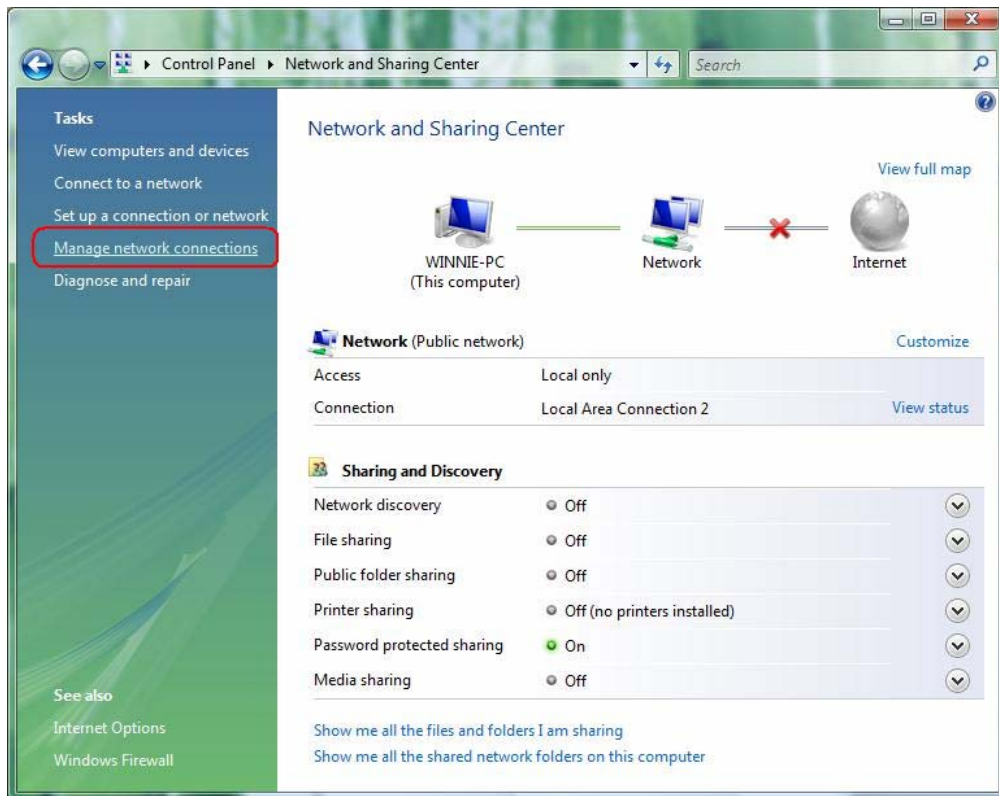 Control Panel
Network and Sharing Center
Search
Tasks
View computers and devices
Connect to a network
Set up a connection or network
Manage network connections
Diagnose and repair
See also
Internet Options
Windows Firewall
Network and Sharing Center
View full map
WINNIE-PC
(This computer)
Network
Internet
Network (Public network)
Customize
Access Local only
Connection Local Area Connection 2 View status
Sharing and Discovery
Network discovery Off
File sharing Off
Public folder sharing Off
Printer sharing Off (no printers installed)
Password protected sharing On
Media sharing Off
Show me all the files and folders I am sharing
Show me all the shared network folders on this computer